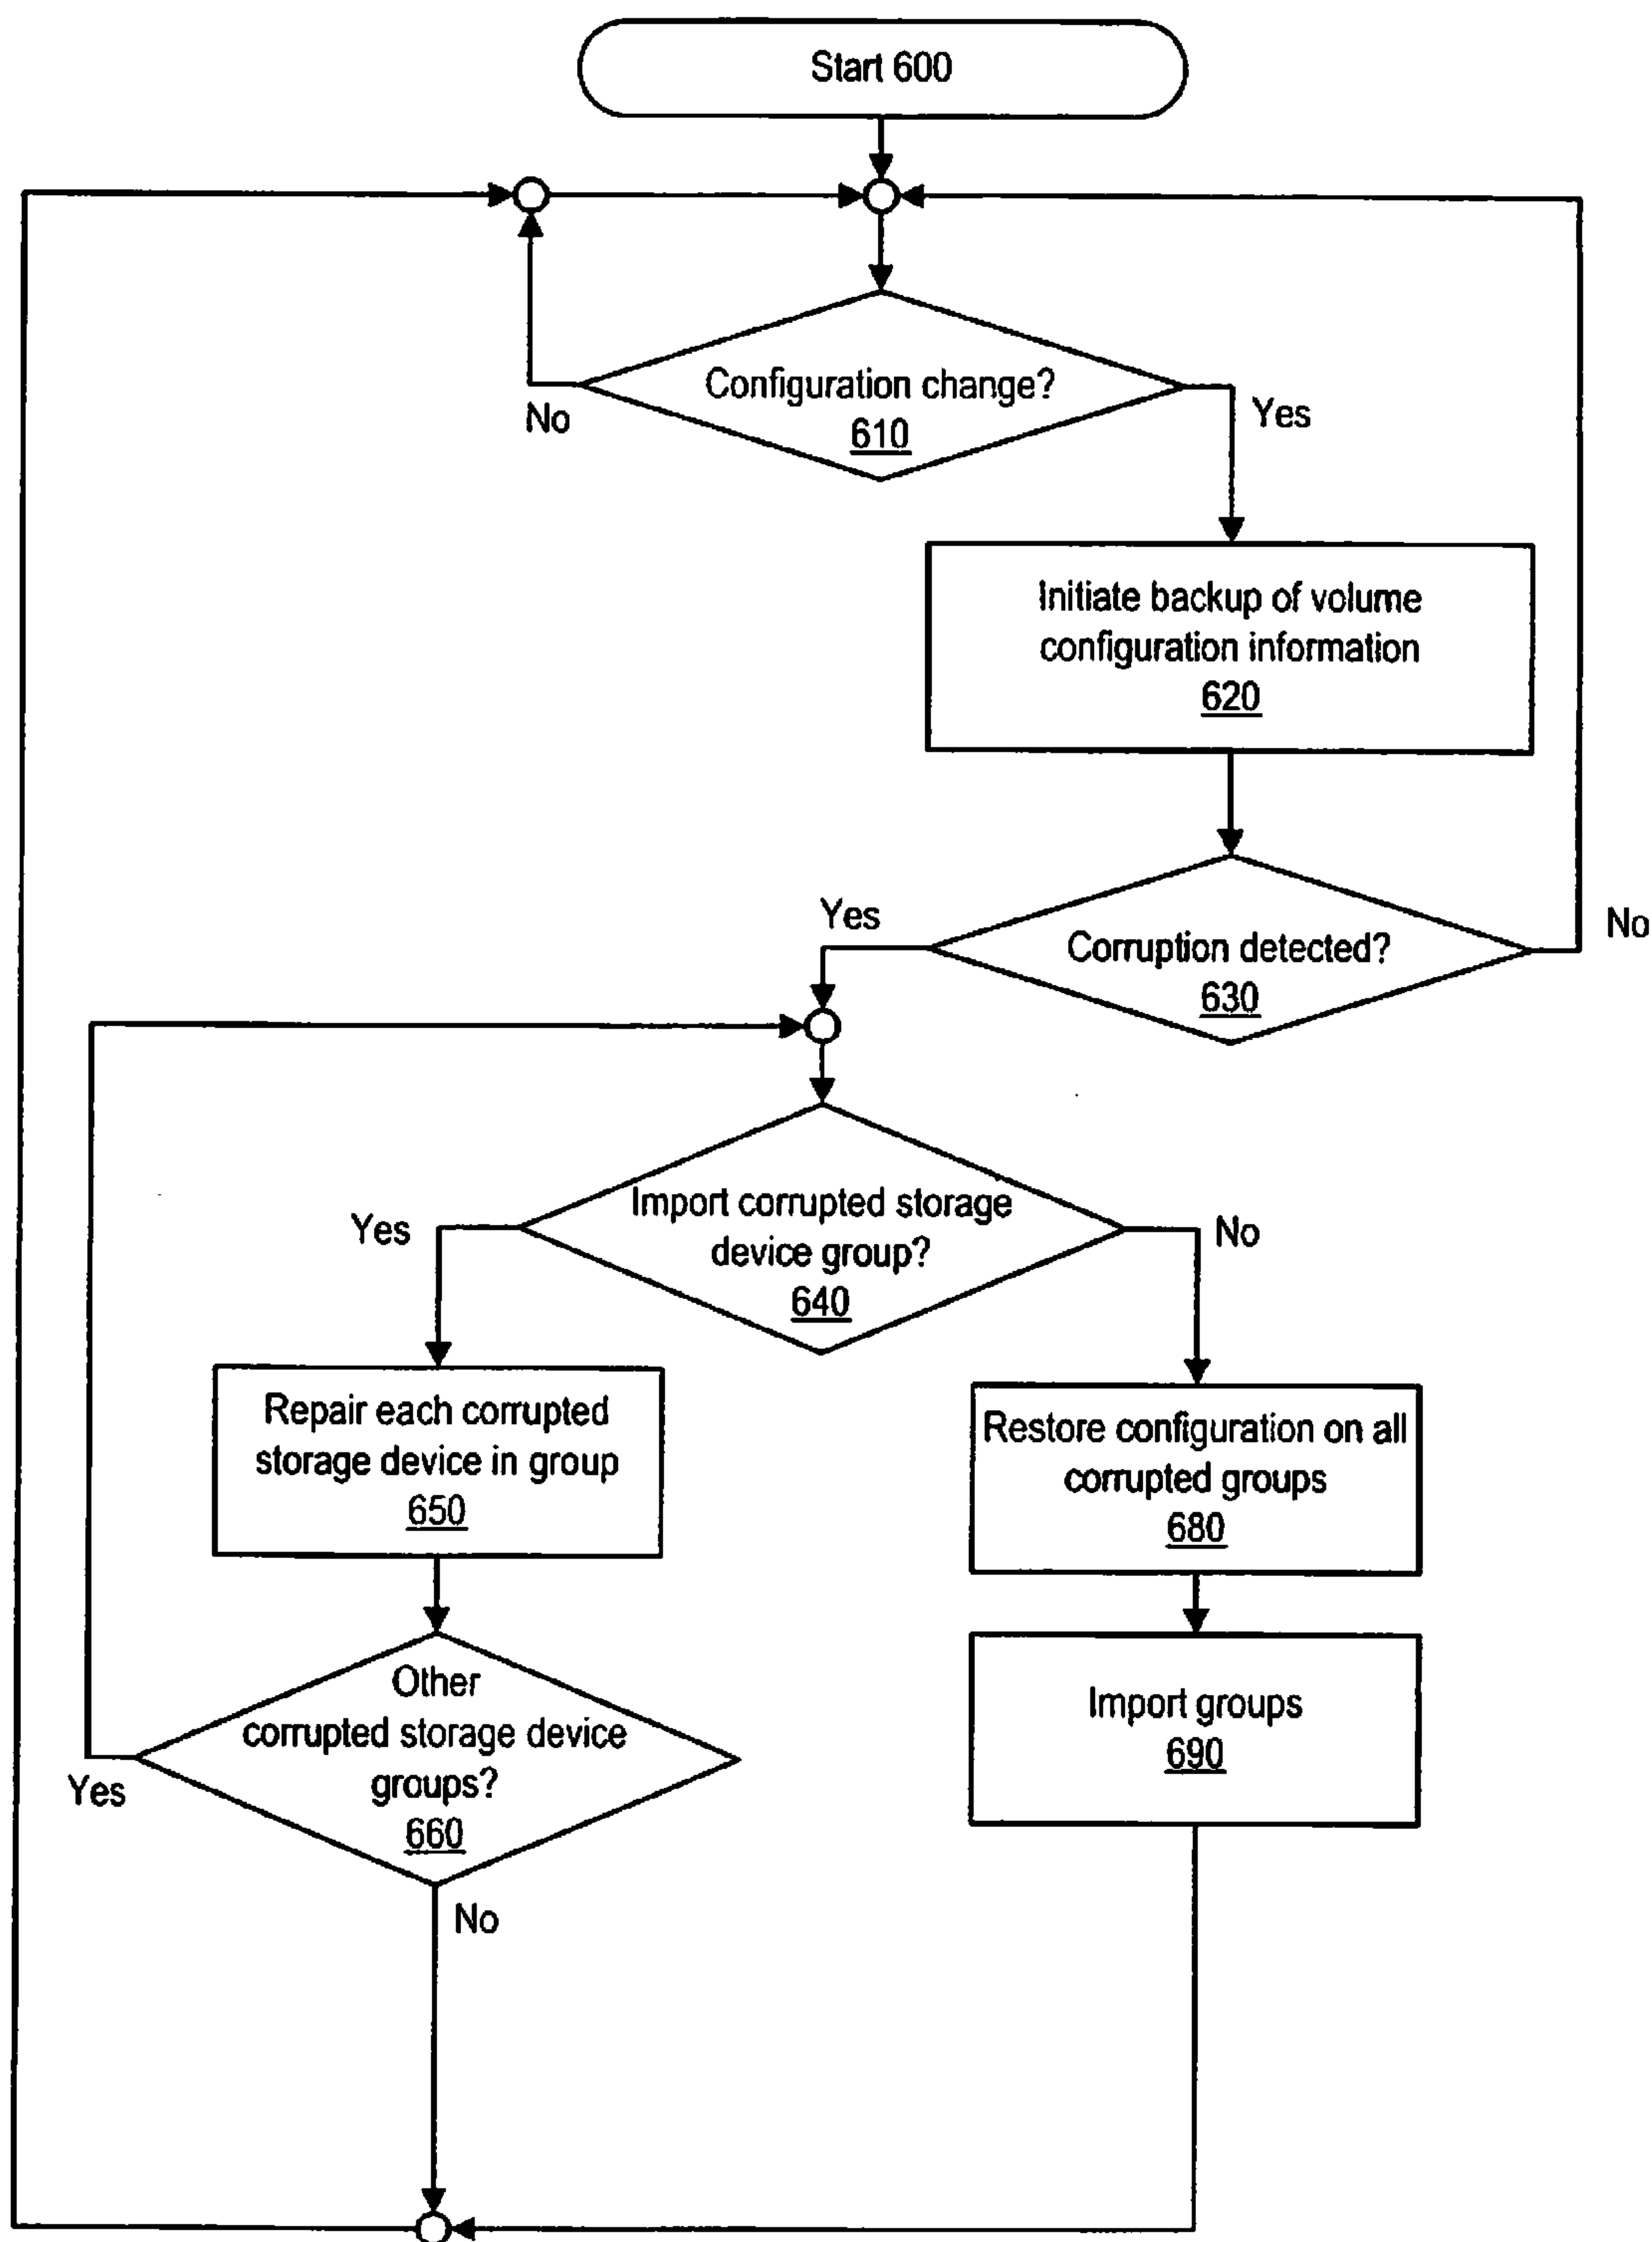 Start 600
Configuration change?
610
No
Yes
Initiate backup of volume
configuration information
620
Yes
Corruption detected?
630
No
Import corrupted storage
device group?
640
Yes
No
Repair each corrupted
storage device in group
650
Restore configuration on all
corrupted groups
680
Other
corrupted storage device
groups?
660
Yes
No
Import groups
690